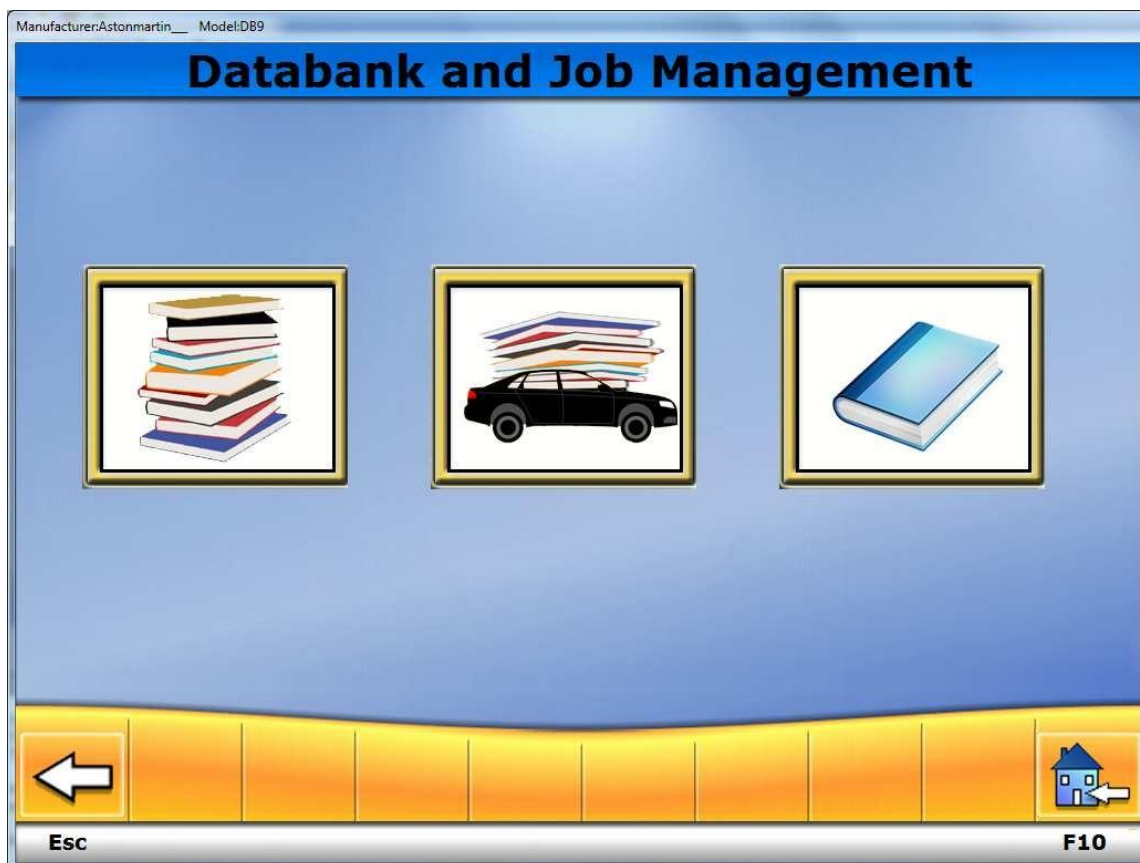 Manufacturer:Astonmartin__ Model:DB9
Databank and Job Management
Esc F10